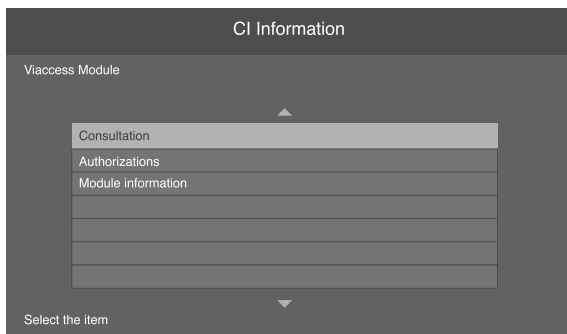 CI Information
Viaccess Module
Consultation
Authorizations
Module information
Select the item